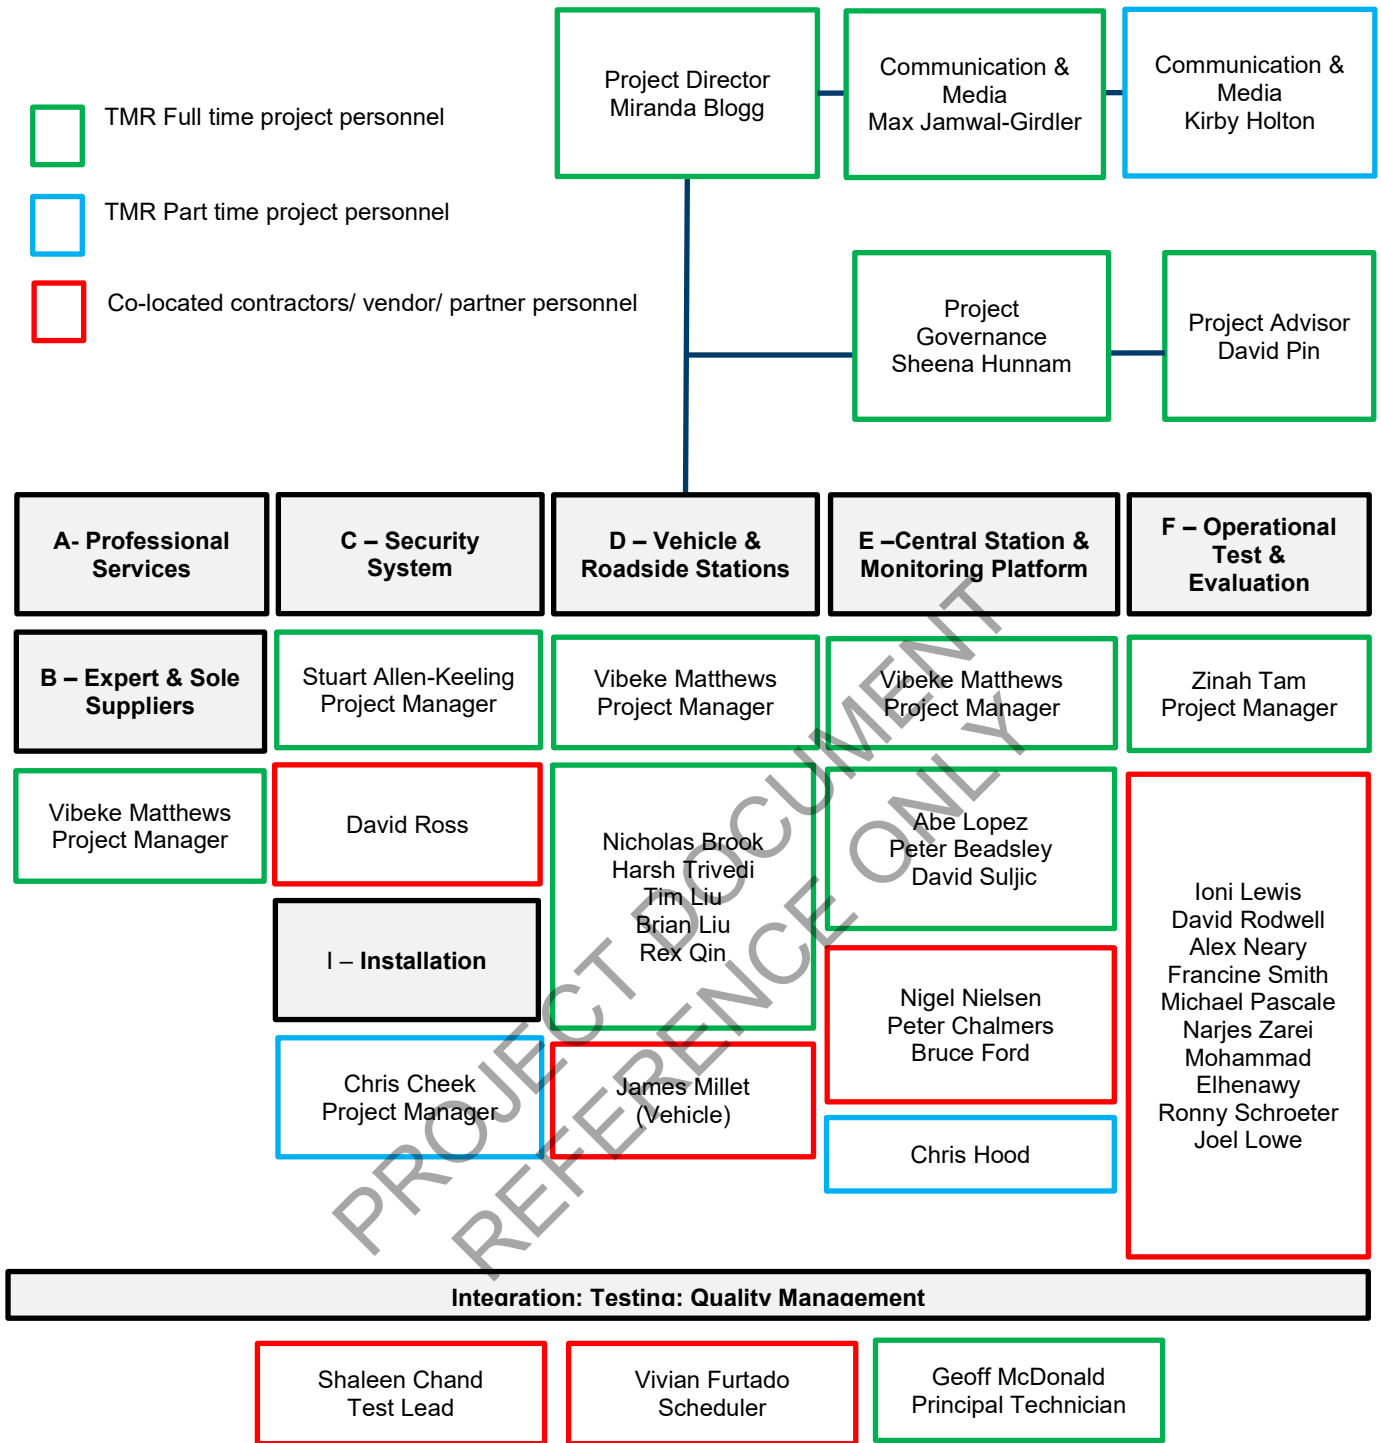 Project Director
Miranda Blogg
Communication &
Media
Max Jamwal-Girdler
Communication &
Media
Kirby Holton
TMR Full time project personnel
TMR Part time project personnel
Co-located contractors/ vendor/ partner personnel
Project
Governance
Sheena Hunnam
Project Advisor
David Pin
A- Professional
Services
C – Security
System
D – Vehicle &
Roadside Stations
E –Central Station &
Monitoring Platform
F – Operational
Test &
Evaluation
B – Expert & Sole
Suppliers
Stuart Allen-Keeling
Project Manager
Vibeke Matthews
Project Manager
Vibeke Matthews
Project Manager
Zinah Tam
Project Manager
Vibeke Matthews
Project Manager
David Ross
Nicholas Brook
Harsh Trivedi
Tim Liu
Brian Liu
Rex Qin
Abe Lopez
Peter Beadsley
David Suljic
Ioni Lewis
David Rodwell
Alex Neary
Francine Smith
Michael Pascale
Narjes Zarei
Mohammad
Elhenawy
Ronny Schroeter
Joel Lowe
I – Installation
Nigel Nielsen
Peter Chalmers
Bruce Ford
Chris Cheek
Project Manager
James Millet
(Vehicle)
Chris Hood
PROJECT DOCUMENT
REFERENCE ONLY
Integration; Testing; Quality Management
Shaleen Chand
Test Lead
Vivian Furtado
Scheduler
Geoff McDonald
Principal Technician